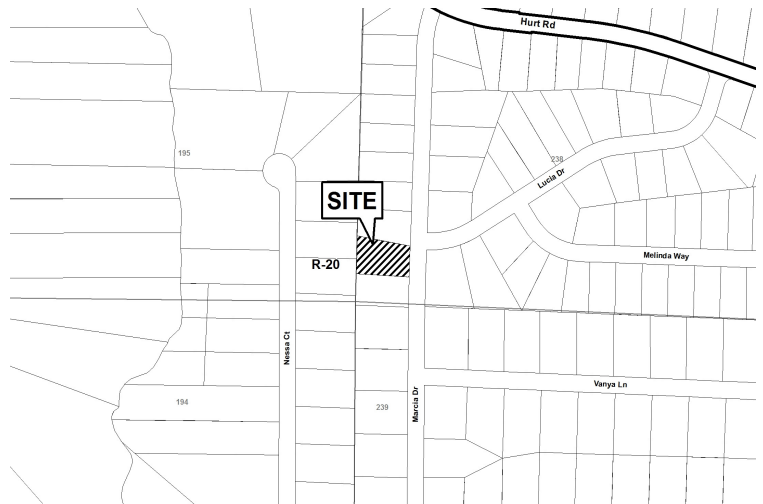 Hurt Rd
195
238
Lucia Dr
SITE
R-20
Melinda Way
Nessa Ct
Vanya Ln
194
239
Marcia Dr